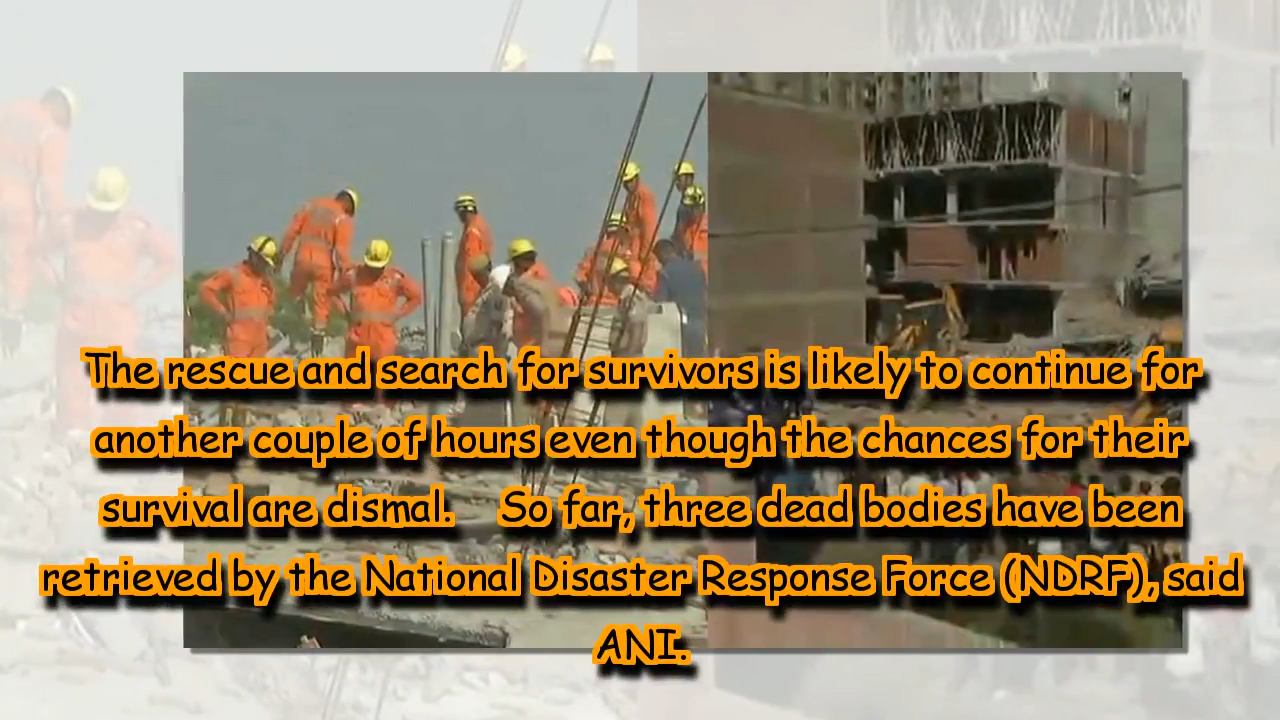 The rescue and search for survivors is likely to continue for
another couple of hours even though the chances for their
survival are dismal.    So far, three dead bodies have been
retrieved by the National Disaster Response Force (NDRF), said
ANI.